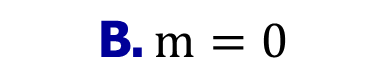 B. m = 0